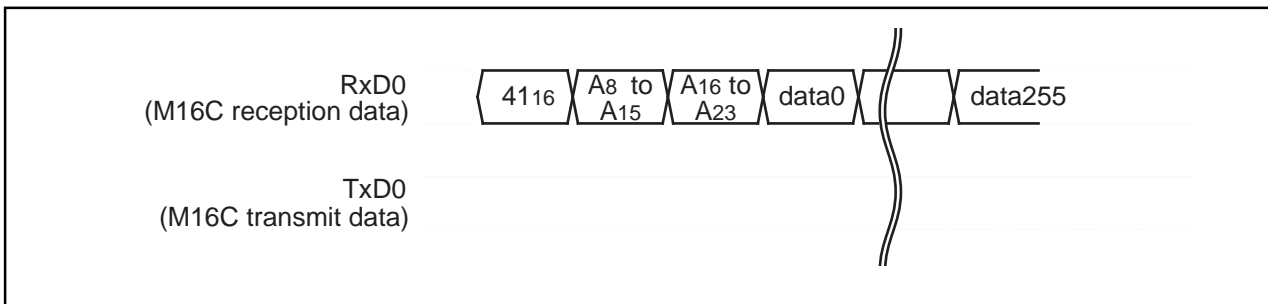 RxD0
(M16C reception data)
4116
A8 to
A15
A16 to
A23
data0
data255
TxD0
(M16C transmit data)